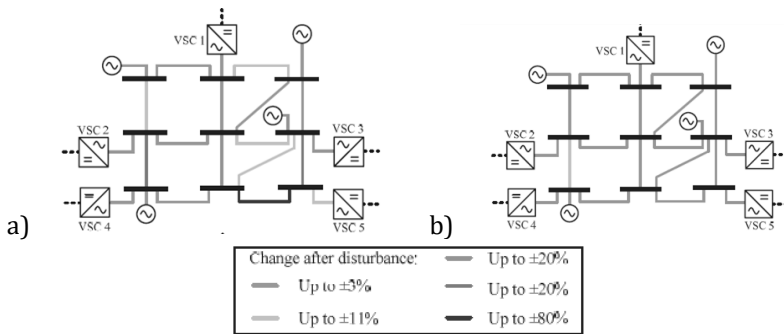 VSC 1
VSC 1
VSC 2
VSC 3
VSC 2
VSC 3
VSC 4
VSC 5
VSC 4
VSC 5
a)
b)
Change after disturbance:
Up to ±20%
Up to ±3%
Up to ±20%
Up to ±11%
Up to ±80%